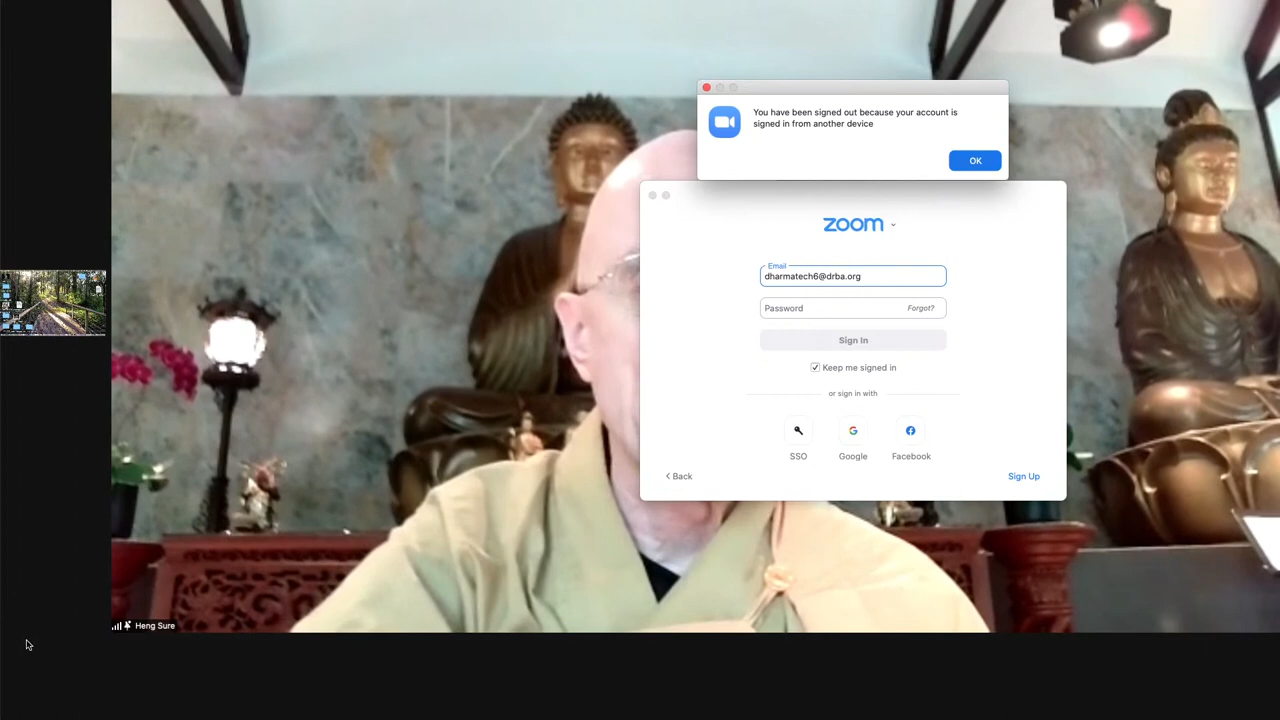 You have been signed out because your account is
signed in from another device
OK
zoom
Email
dharmatech6@drba.org
Password Forgot?
Sign In
Keep me signed in
or sign in with
SSO Google Facebook
Back Sign Up
Heng Sure